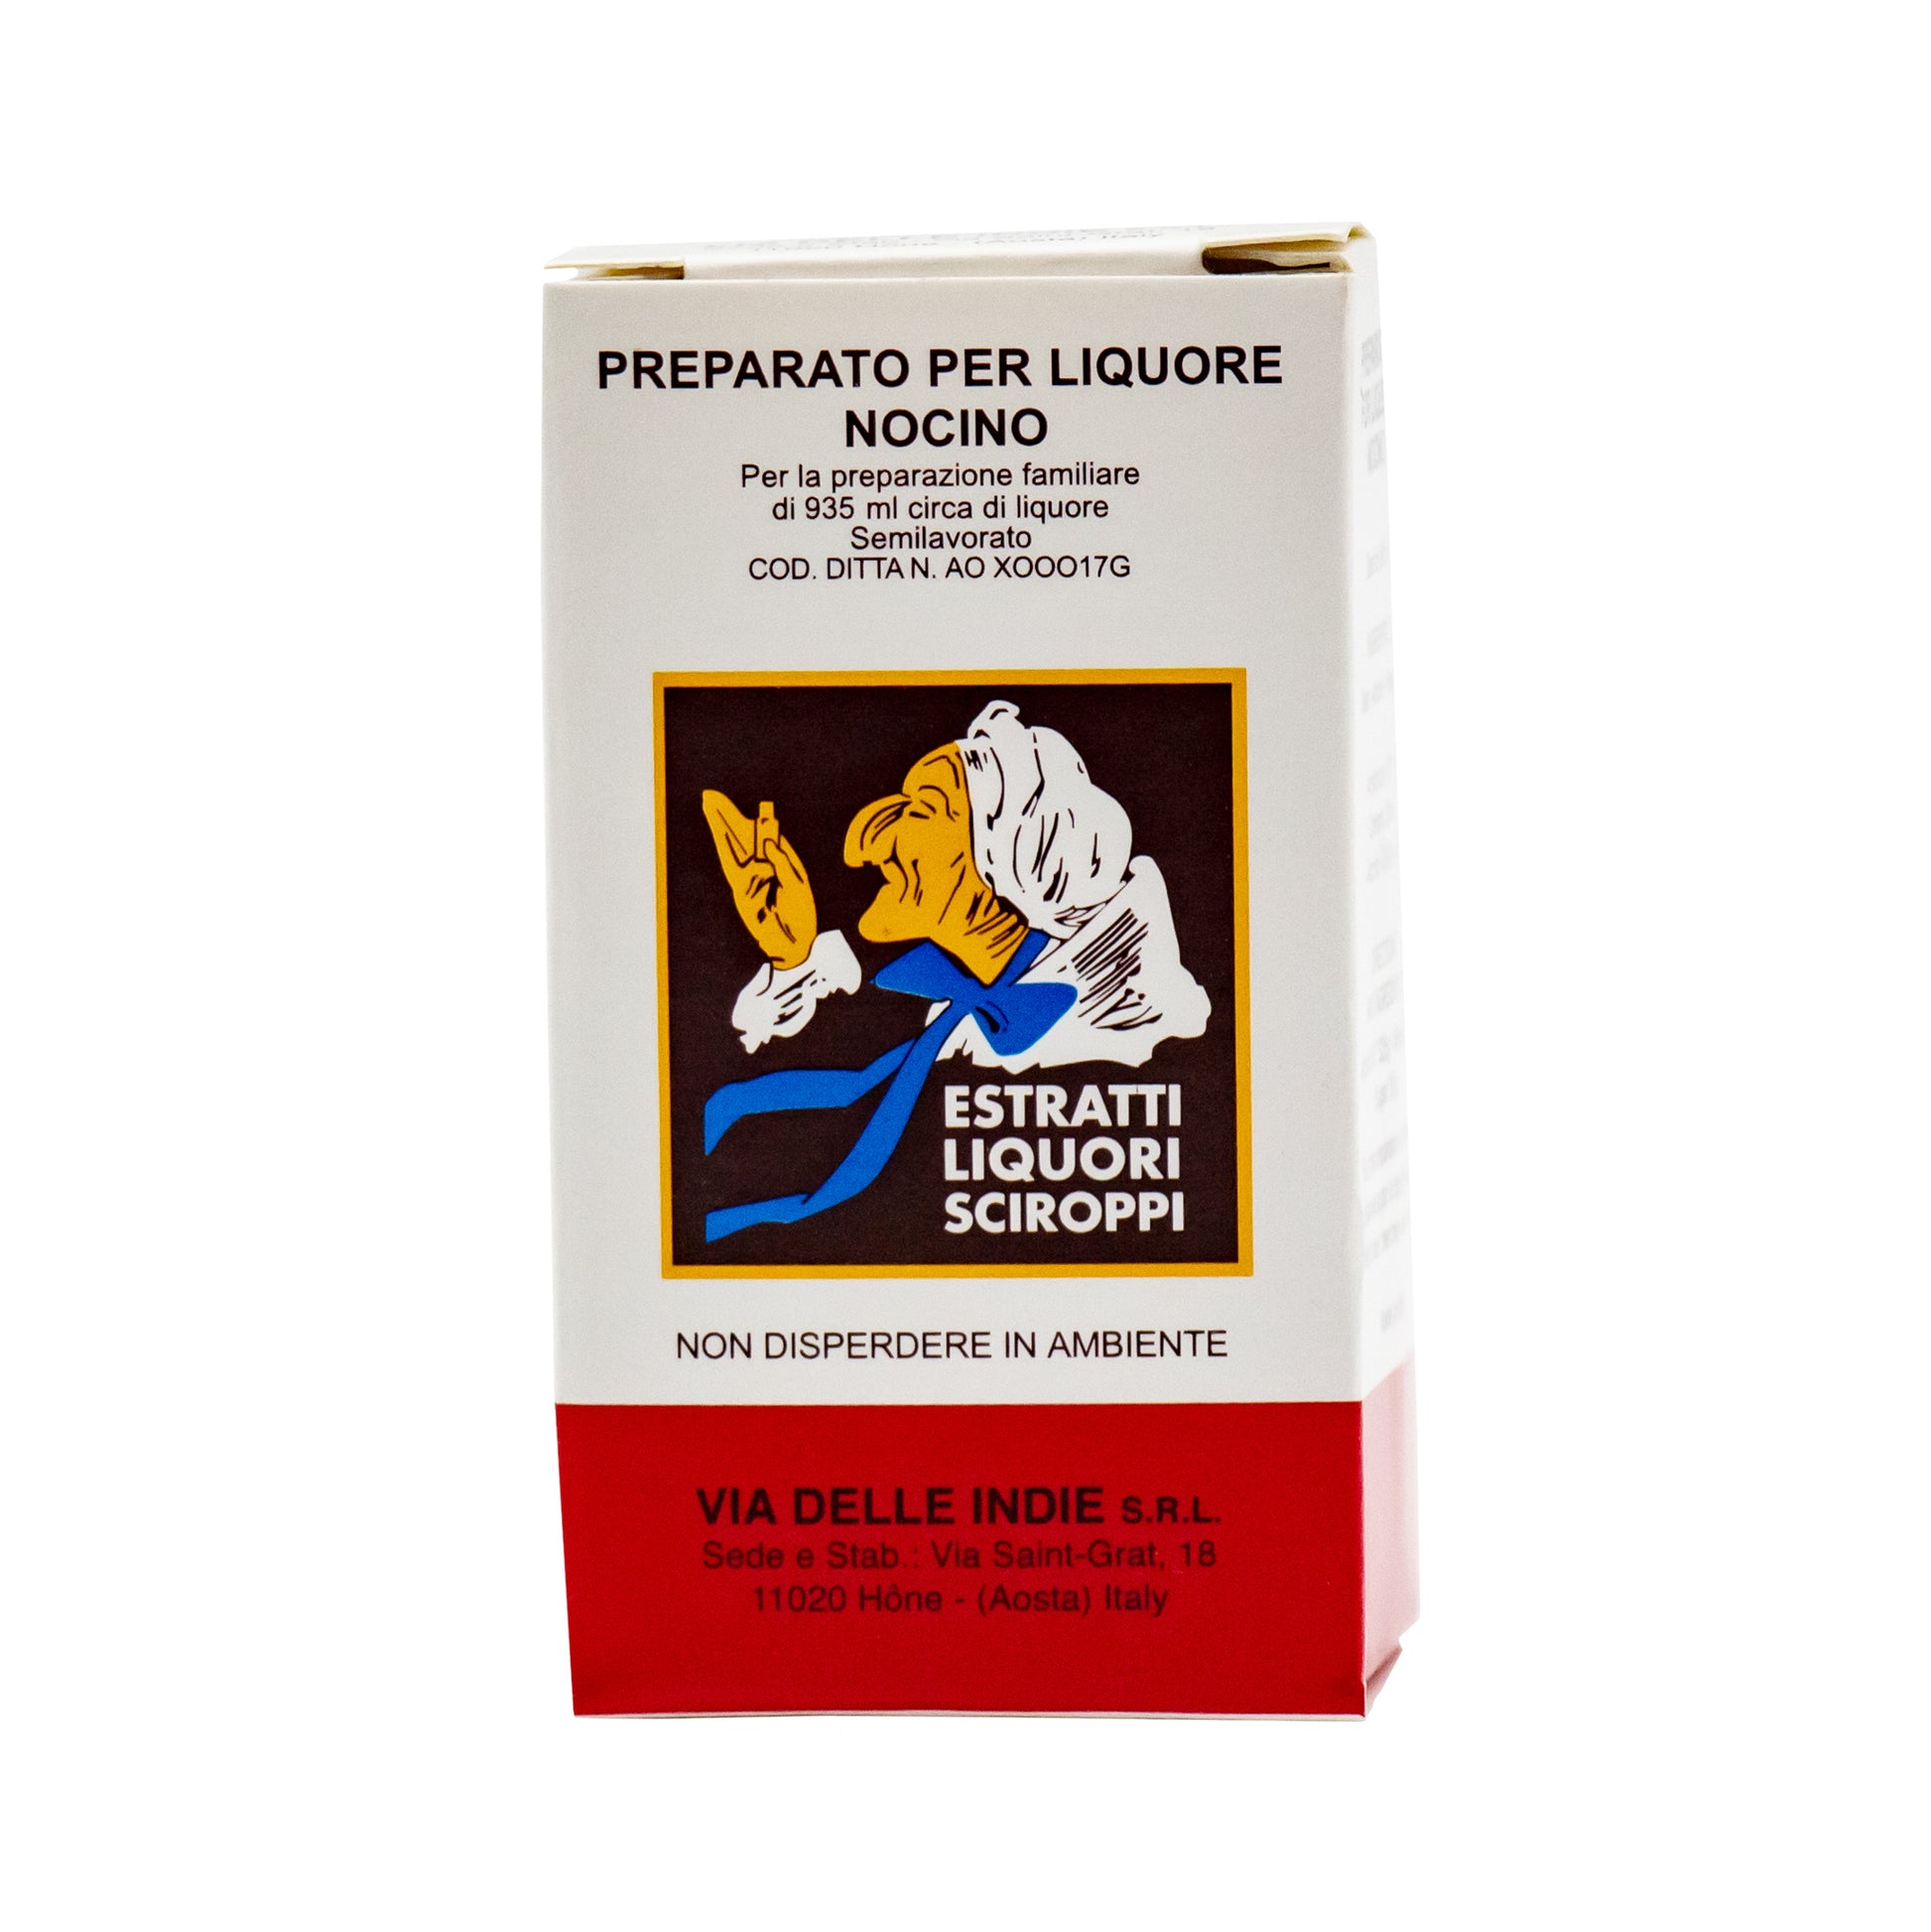 PREPARATO PER LIQUORE
NOCINO
Per la preparazione familiare
di 935 ml circa di liquore
Semilavorato
COD. DITTA N. AO XOOO17G
ESTRATTI
LIQUORI
SCIROPPI
NON DISPERDERE IN AMBIENTE
VIA DELLE INDIE S.R.L.
Sede e Stab.: Via Saint-Grat, 18
11020 Hône - (Aosta) Italy